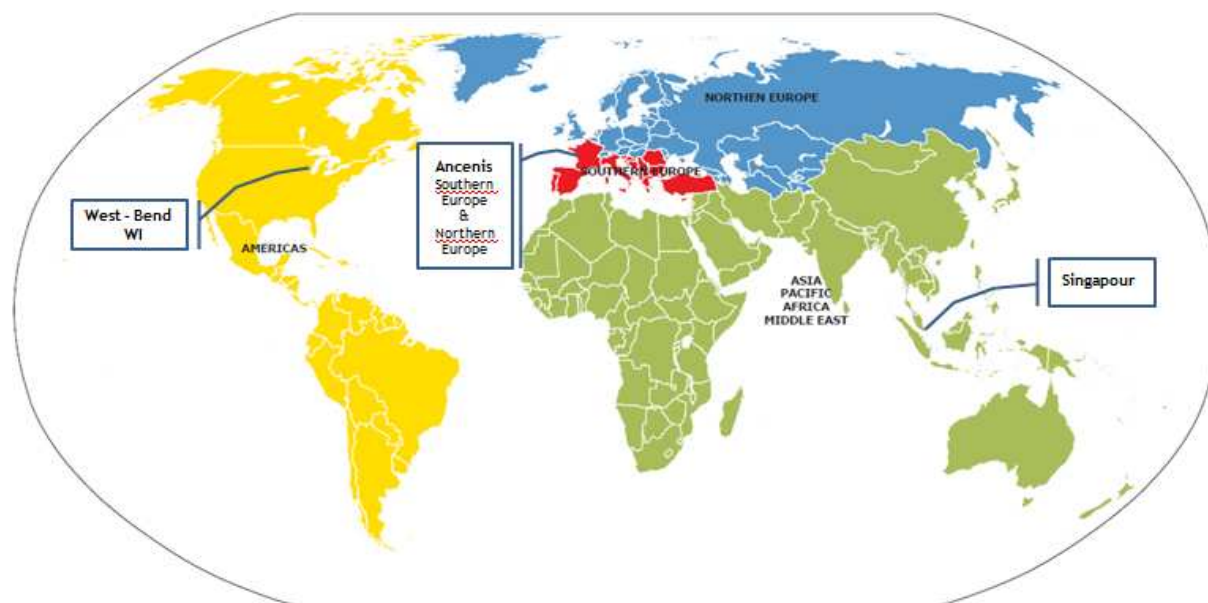 NORTHEN EUROPE
Ancenis
Southern
Europe
&
Northern
Europe
SOUTHERN EUROPE
West - Bend
WI
AMERICAS
ASIA
PACIFIC
AFRICA
MIDDLE EAST
Singapour